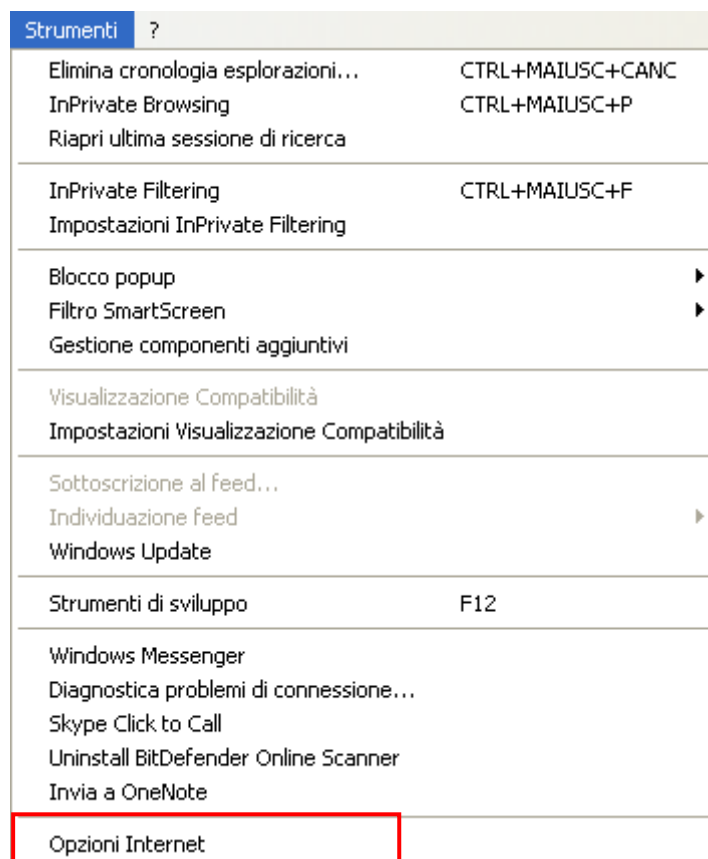 Strumenti ?
Elimina cronologia esplorazioni... CTRL+MAIUSC+CANC
InPrivate Browsing CTRL+MAIUSC+P
Riapri ultima sessione di ricerca
InPrivate Filtering CTRL+MAIUSC+F
Impostazioni InPrivate Filtering
Blocco popup
Filtro SmartScreen
Gestione componenti aggiuntivi
Visualizzazione Compatibilità
Impostazioni Visualizzazione Compatibilità
Sottoscrizione al feed...
Individuazione feed
Windows Update
Strumenti di sviluppo F12
Windows Messenger
Diagnostica problemi di connessione...
Skype Click to Call
Uninstall BitDefender Online Scanner
Invia a OneNote
Opzioni Internet